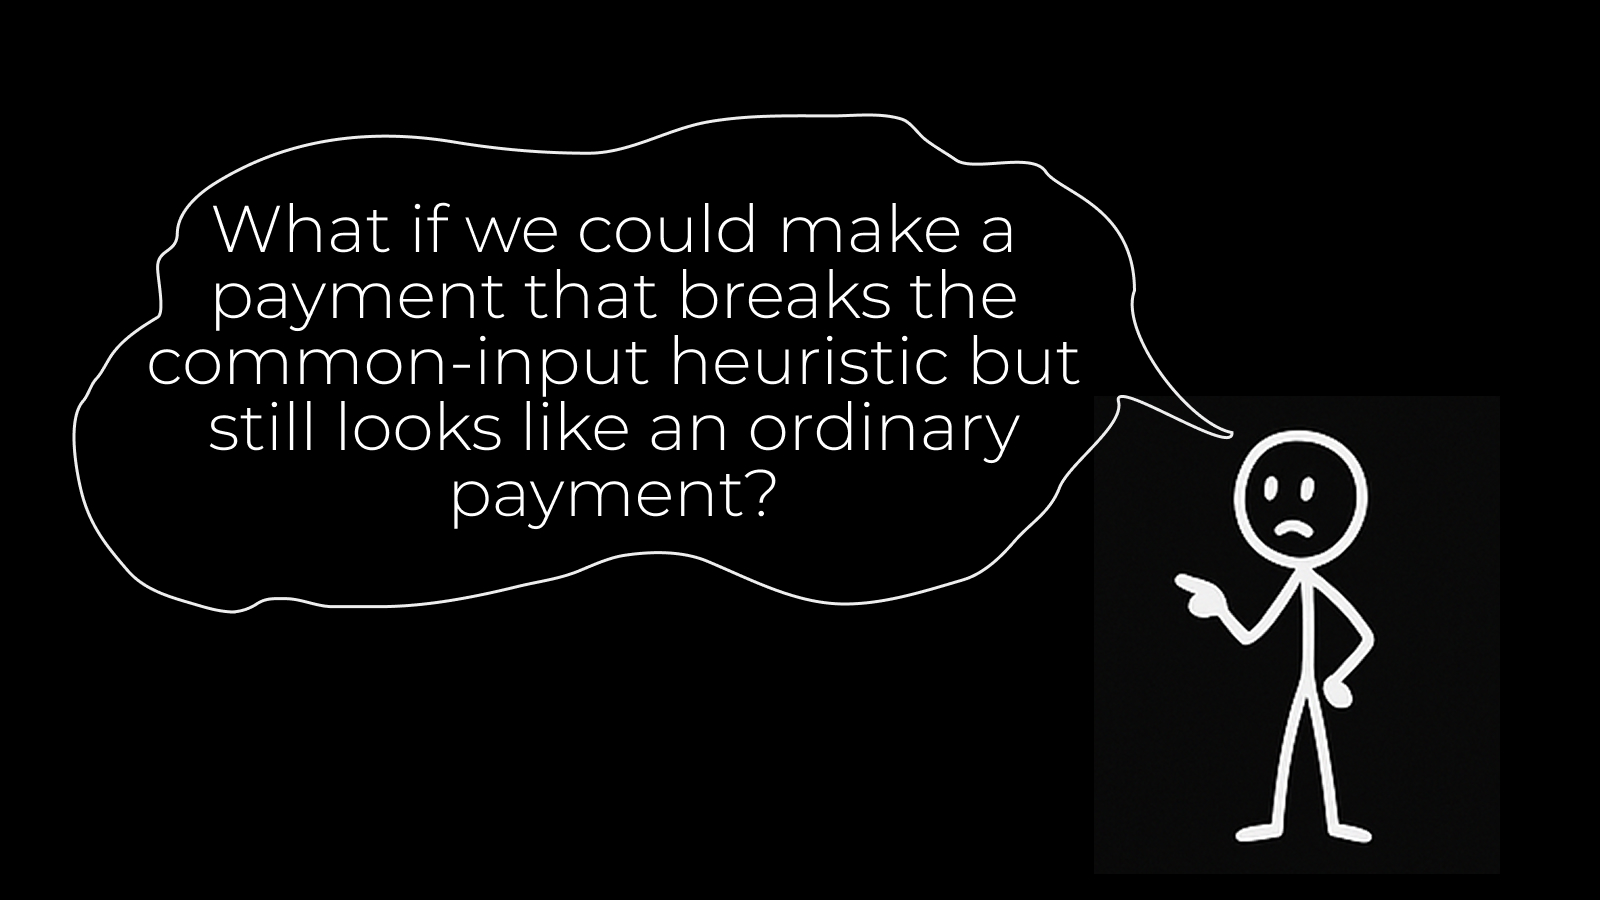 What if we could make a
payment that breaks the
common-input heuristic but
still looks like an ordinary
payment?